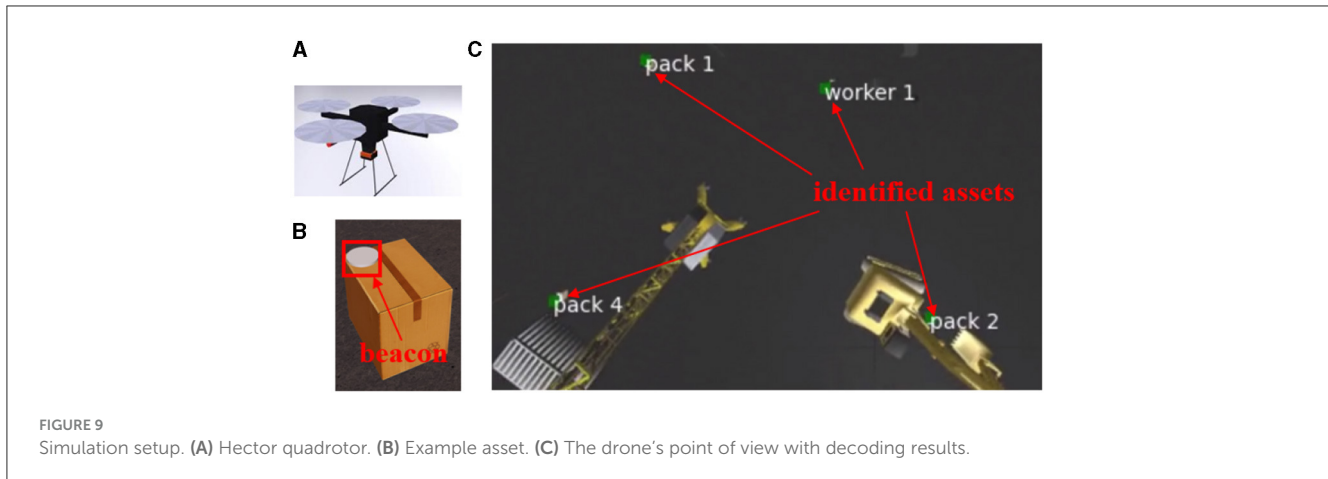 A
B
beacon
C
pack 1
worker 1
identified assets
pack 4
pack 2
FIGURE 9
Simulation setup. (A) Hector quadrotor. (B) Example asset. (C) The drone's point of view with decoding results.